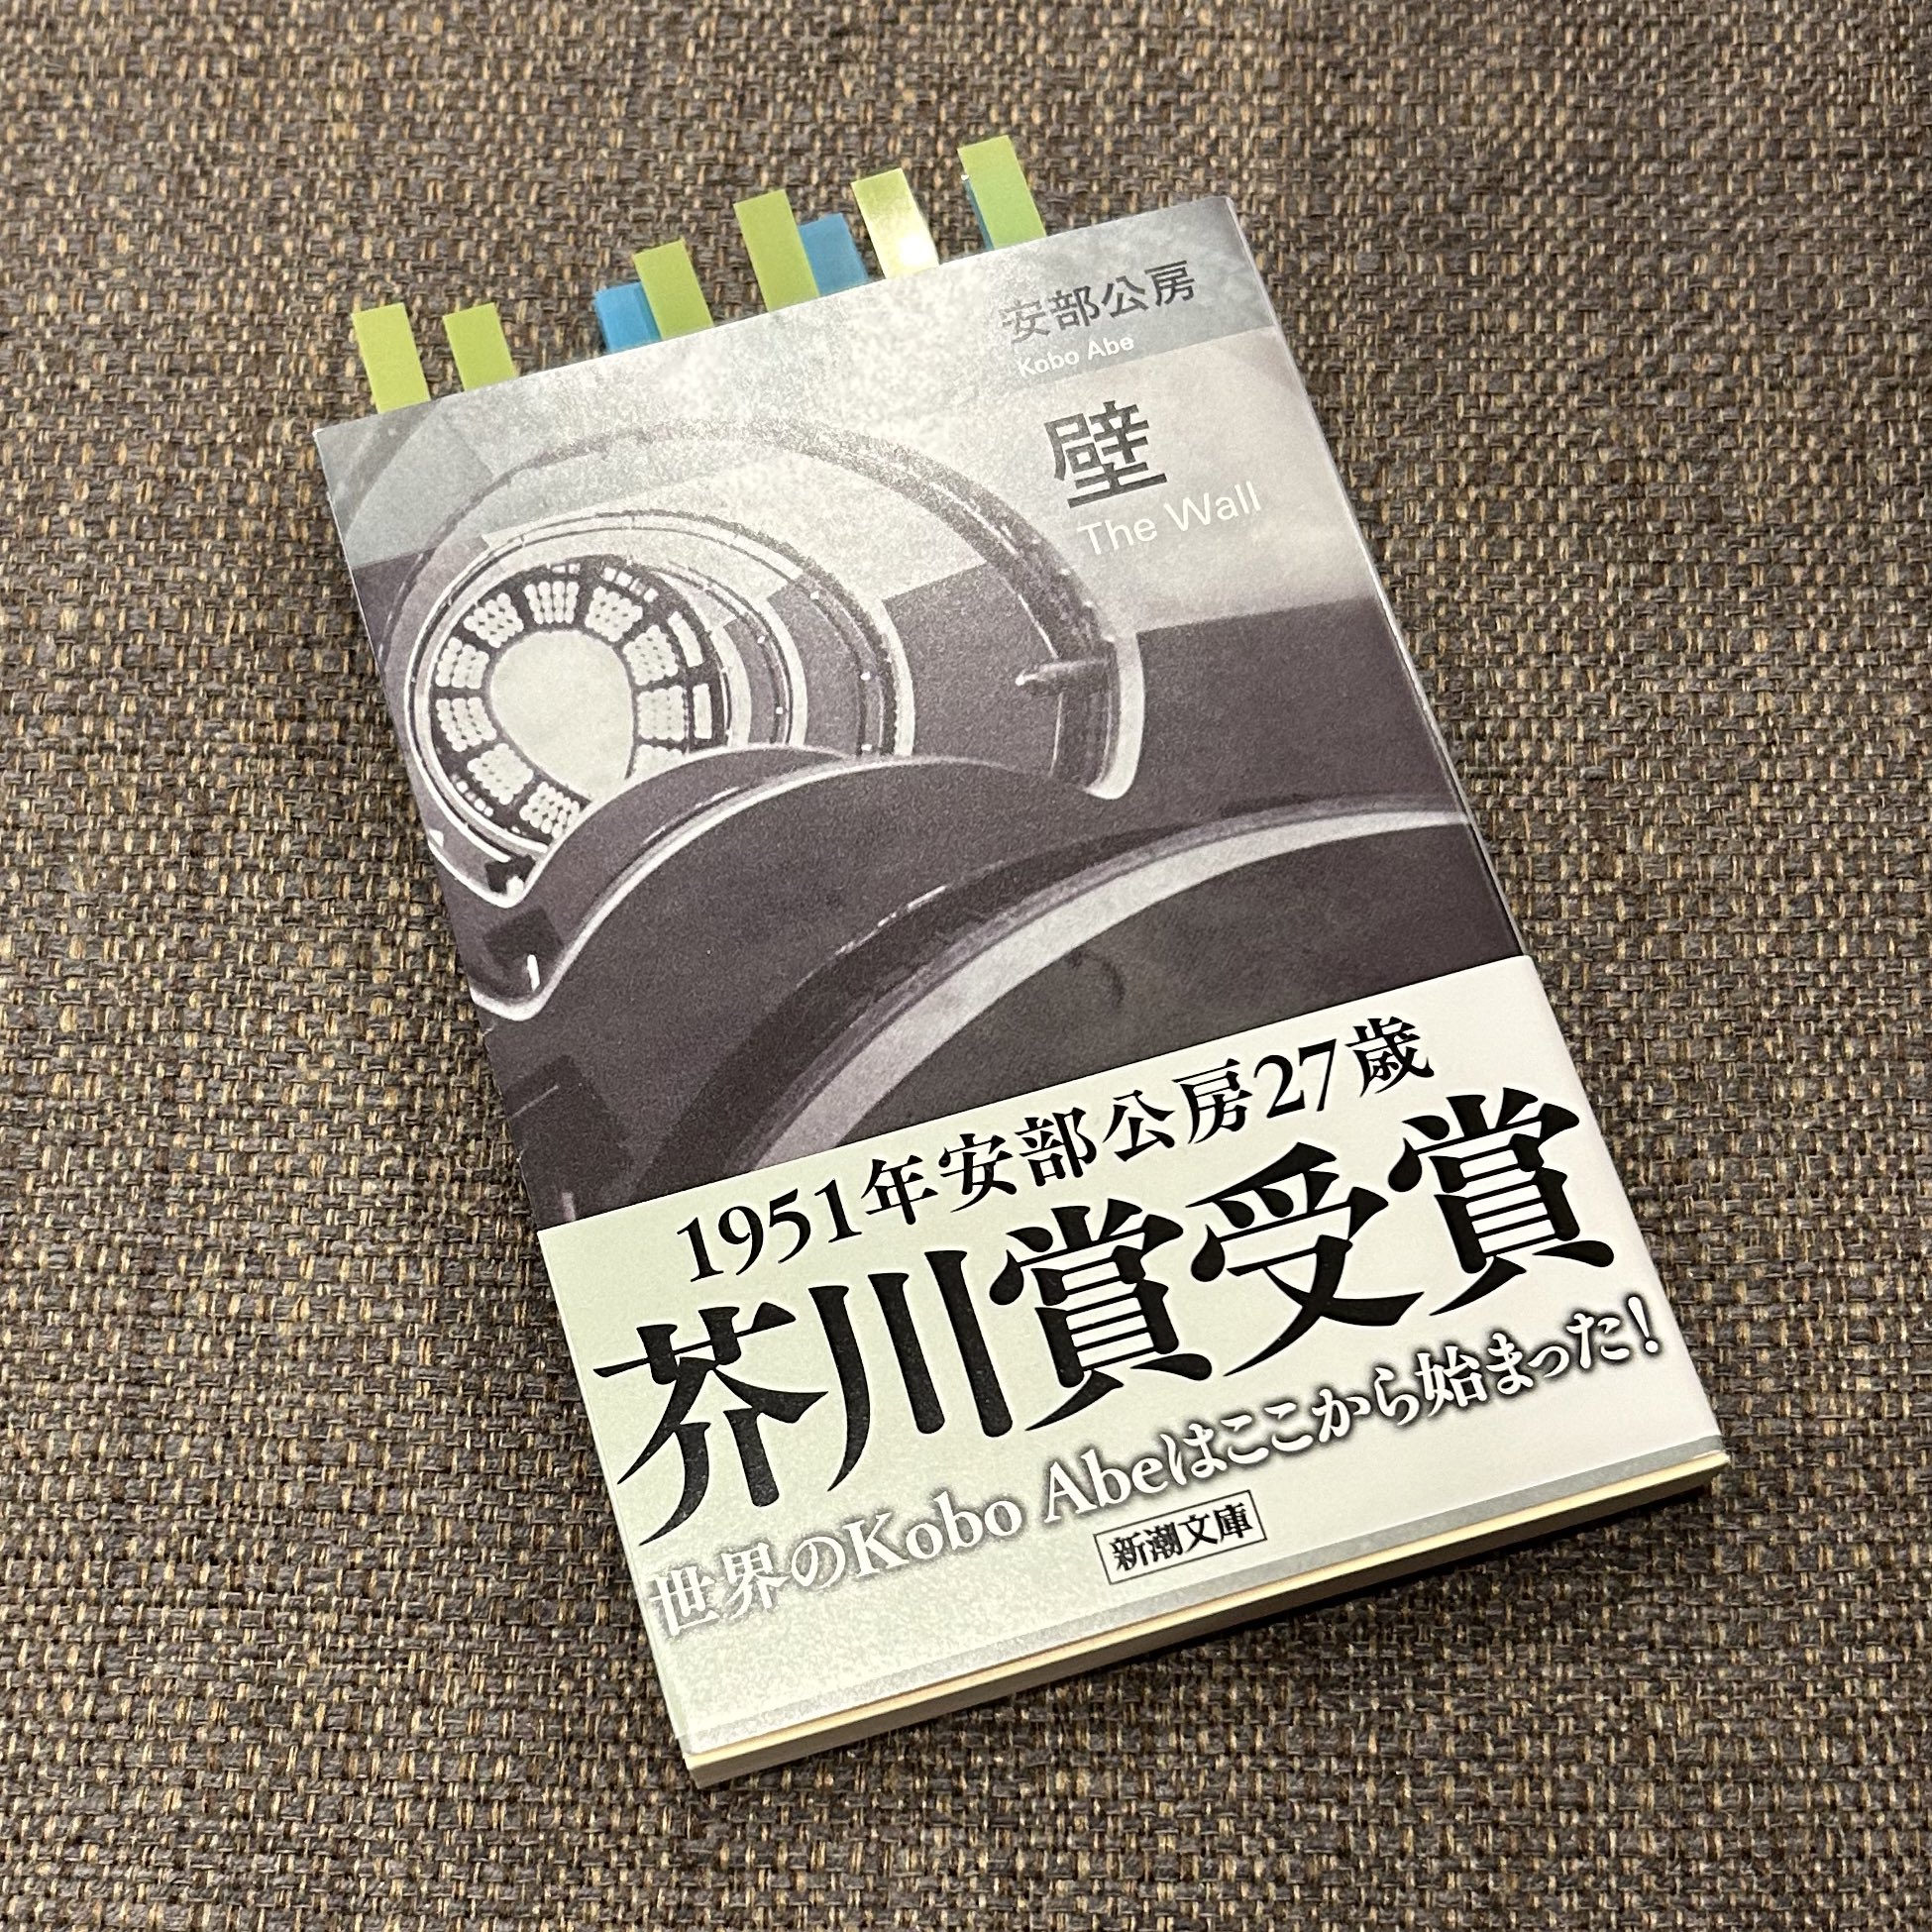 安部公房
Kobo Abe
壁
The Wall
1951年安部公房27歳
芥川賞受賞
世界のKobo Abeはここから始まった!
新潮文庫